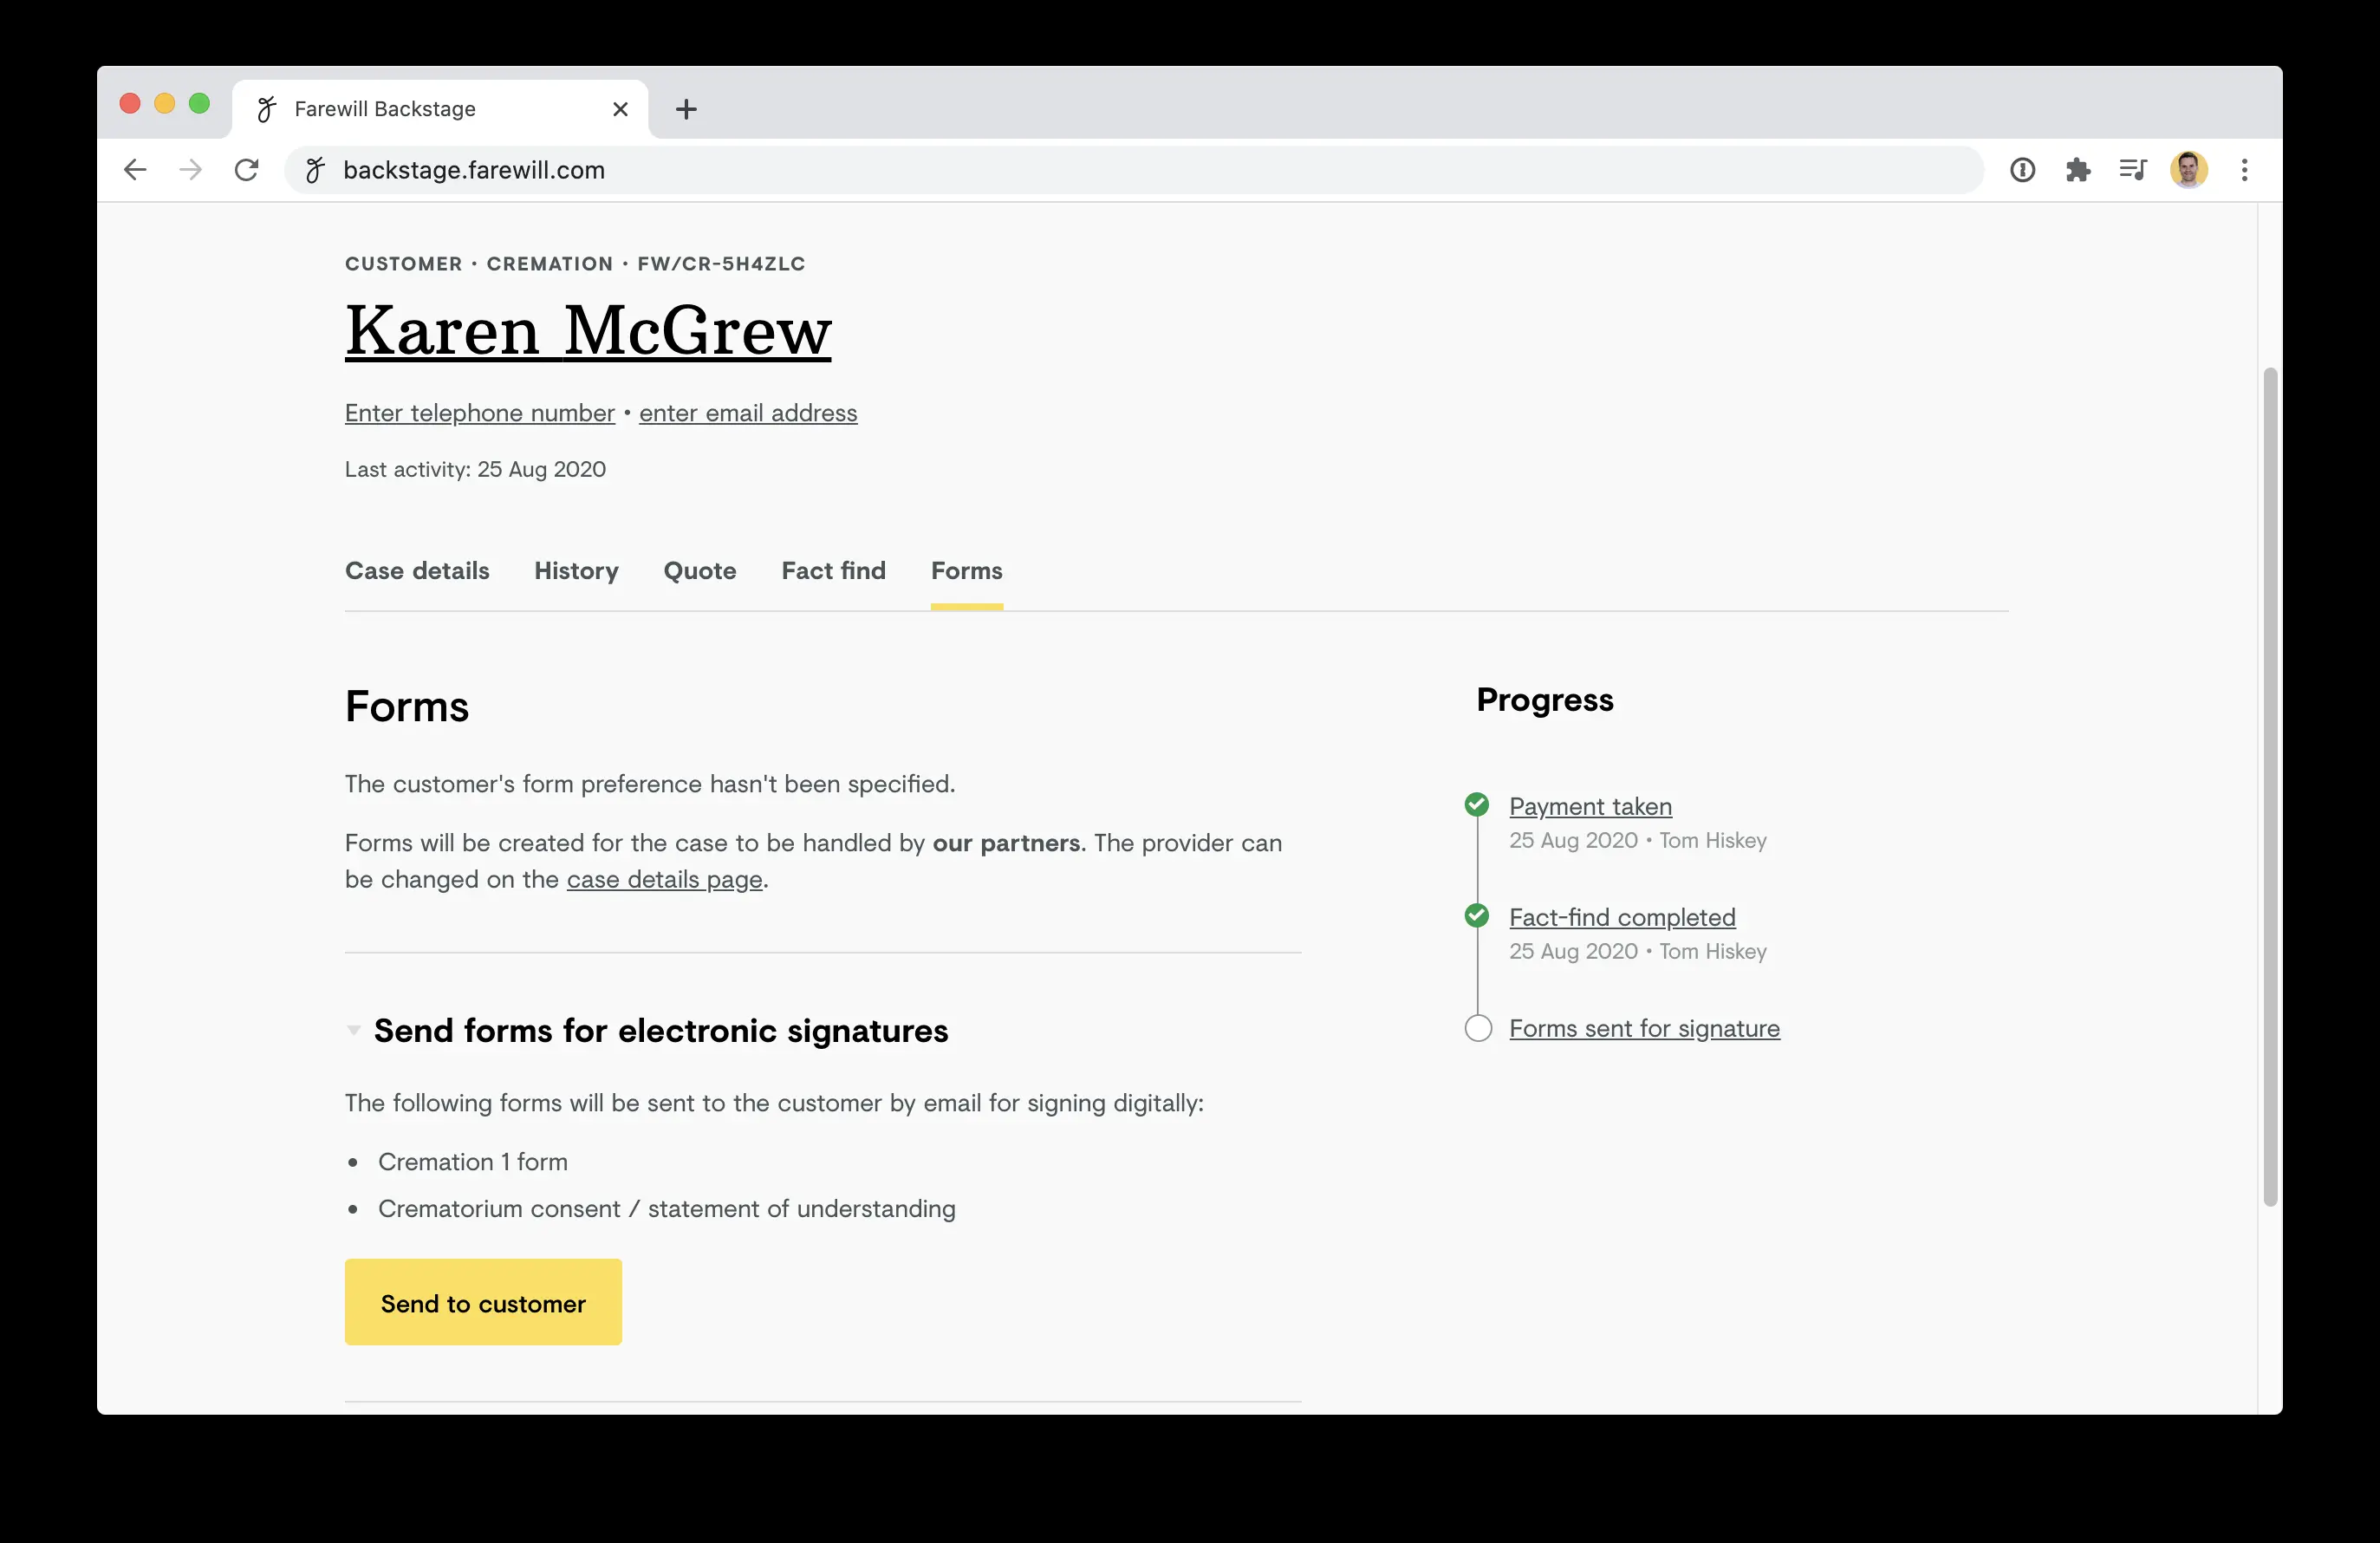 Farewill Backstage
backstage.farewill.com
CUSTOMER · CREMATION · FW/CR-5H4ZLC
Karen McGrew
Enter telephone number • enter email address
Last activity: 25 Aug 2020
Case details History Quote Fact find Forms
Forms
The customer's form preference hasn't been specified.
Forms will be created for the case to be handled by our partners. The provider can
be changed on the case details page.
Send forms for electronic signatures
The following forms will be sent to the customer by email for signing digitally:
• Cremation 1 form
• Crematorium consent / statement of understanding
Send to customer
Progress
Payment taken
25 Aug 2020 • Tom Hiskey
Fact-find completed
25 Aug 2020 • Tom Hiskey
Forms sent for signature